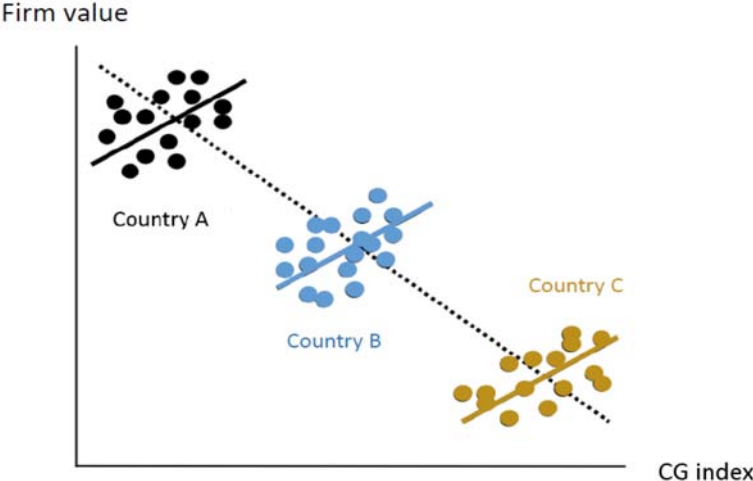 Firm value
Country A
Country C
Country B
CG index